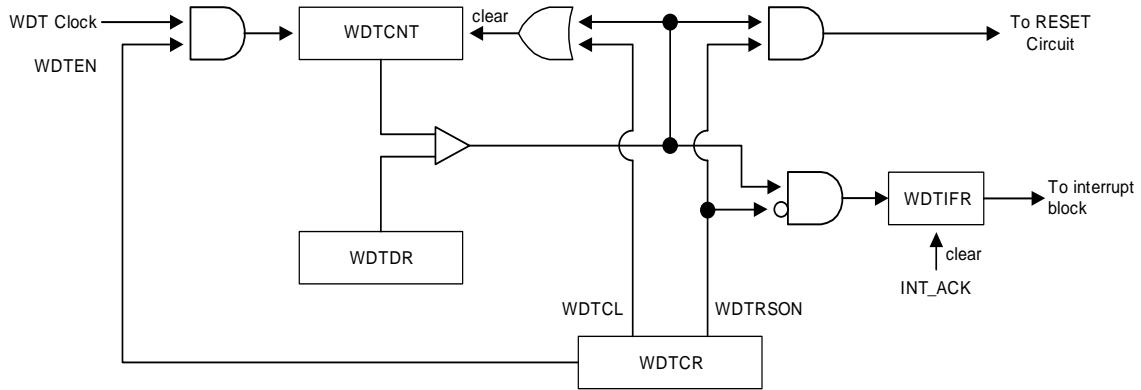 WDT Clock
WDTEN
WDTCNT
clear
To RESET
Circuit
WDTDR
WDTIFR
To interrupt
block
clear
INT_ACK
WDTCL
WDTRSON
WDTCR